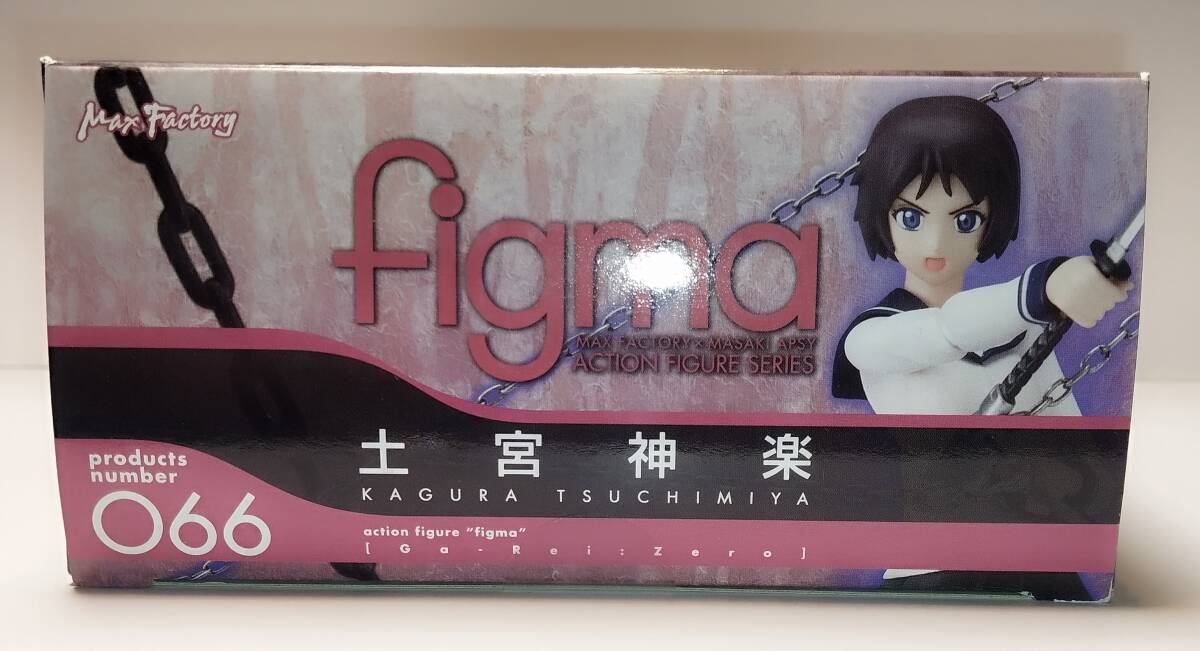 Max Factory
figma
MAX FACTORY × MASAKI APSY
ACTION FIGURE SERIES
土宮神楽
KAGURA TSUCHIMIYA
products
number
066
action figure "figma"
[Ga-Rei:Zero]